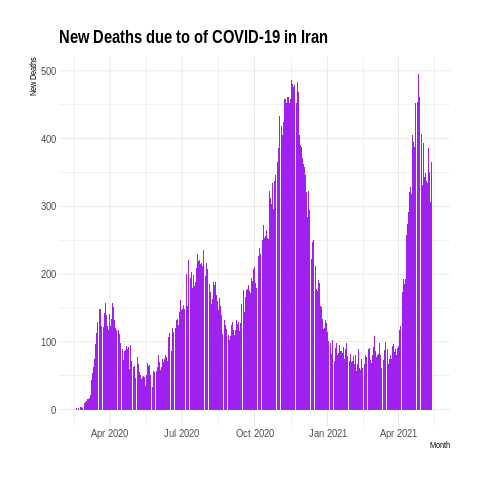 New Deaths due to of COVID-19 in Iran
New Deaths
500
400
300
200
100
0
Apr 2020 Jul 2020 Oct 2020 Jan 2021 Apr 2021
Month